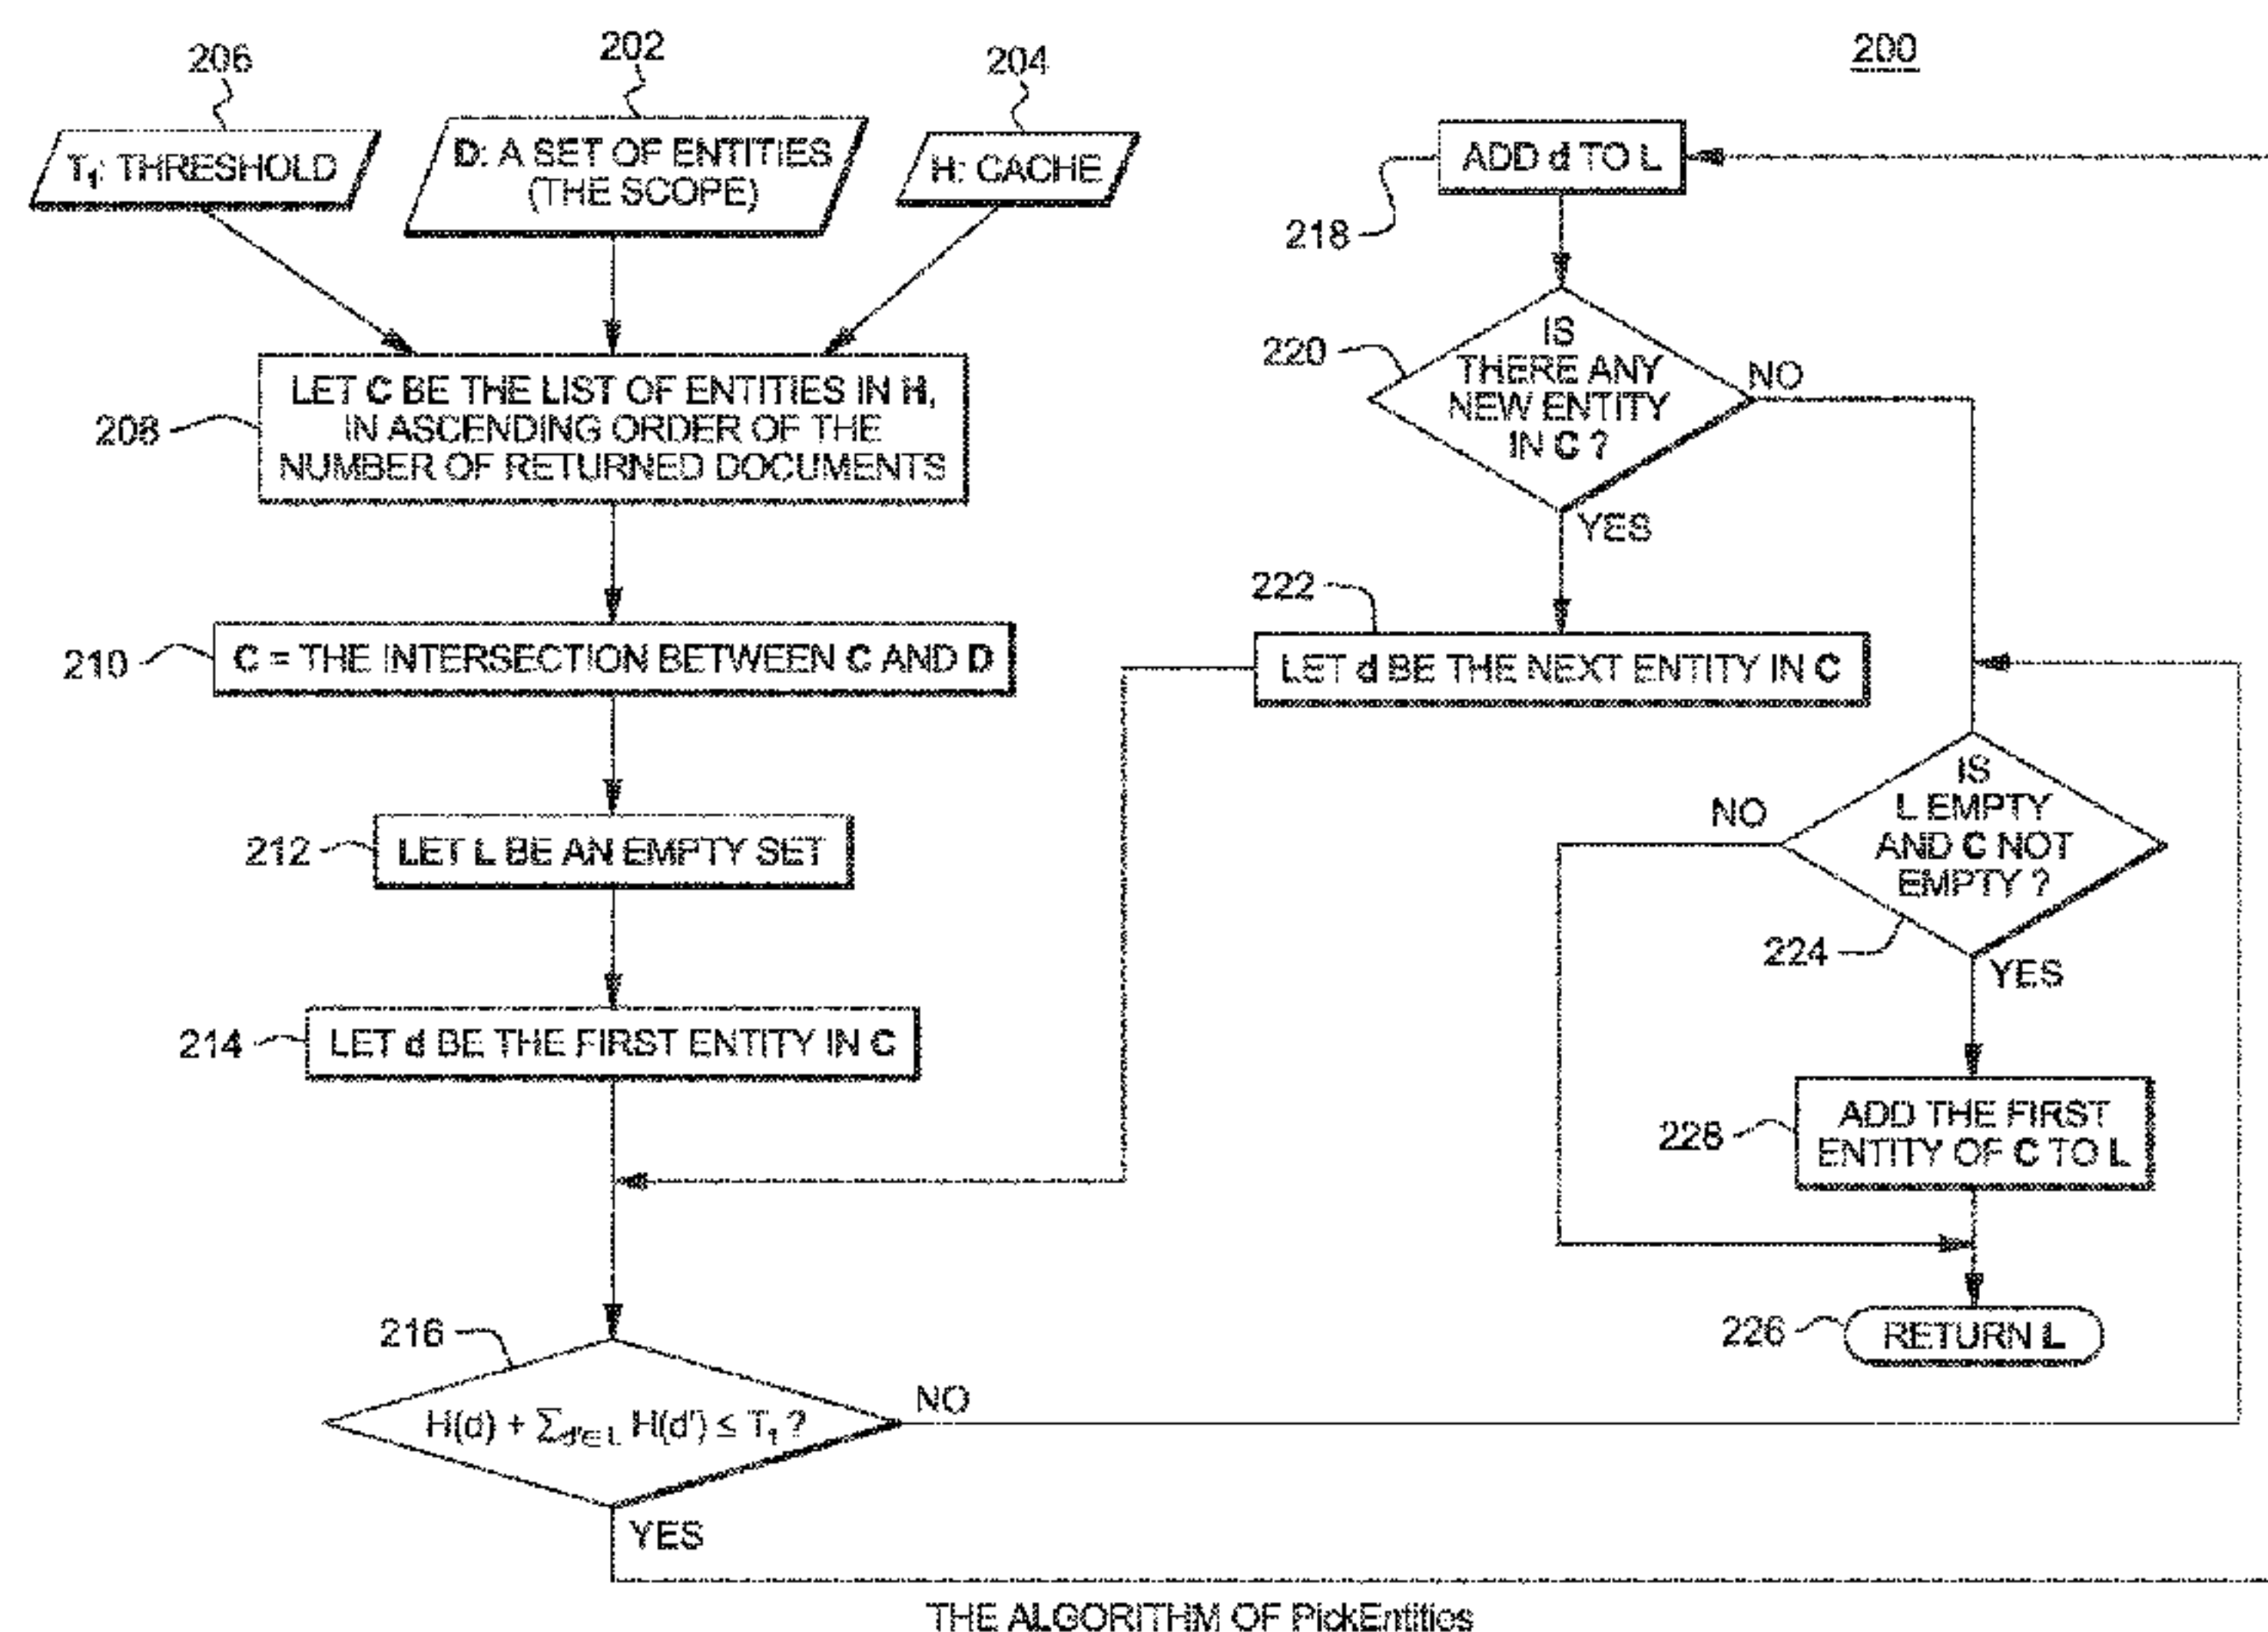 200
206
202
204
T₁: THRESHOLD
D: A SET OF ENTITIES
(THE SCOPE)
H: CACHE
208
LET C BE THE LIST OF ENTITIES IN H,
IN ASCENDING ORDER OF THE
NUMBER OF RETURNED DOCUMENTS
210
C = THE INTERSECTION BETWEEN C AND D
212
LET L BE AN EMPTY SET
214
LET d BE THE FIRST ENTITY IN C
216
H(d) + ∑d'∈L H(d') ≤ T₁ ?
NO
YES
ADD d TO L
218
220
IS
THERE ANY
NEW ENTITY
IN C ?
NO
YES
222
LET d BE THE NEXT ENTITY IN C
IS
L EMPTY
AND C NOT
EMPTY ?
NO
224
YES
228
ADD THE FIRST
ENTITY OF C TO L
226
RETURN L
THE ALGORITHM OF PickEntities